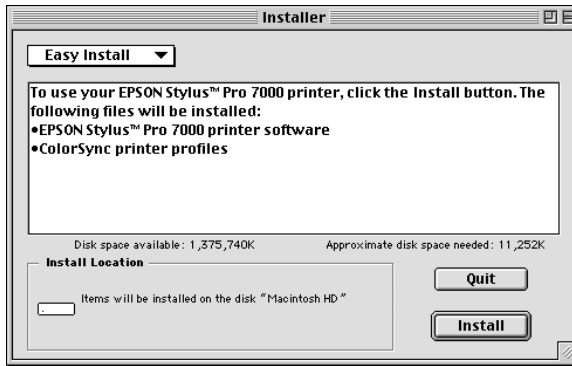 Installer
Easy Install
To use your EPSON Stylus™ Pro 7000 printer, click the Install button. The
following files will be installed:
•EPSON Stylus™ Pro 7000 printer software
•ColorSync printer profiles
Disk space available: 1,375,740K
Approximate disk space needed: 11,252K
Install Location
Items will be installed on the disk "Macintosh HD"
Quit
Install